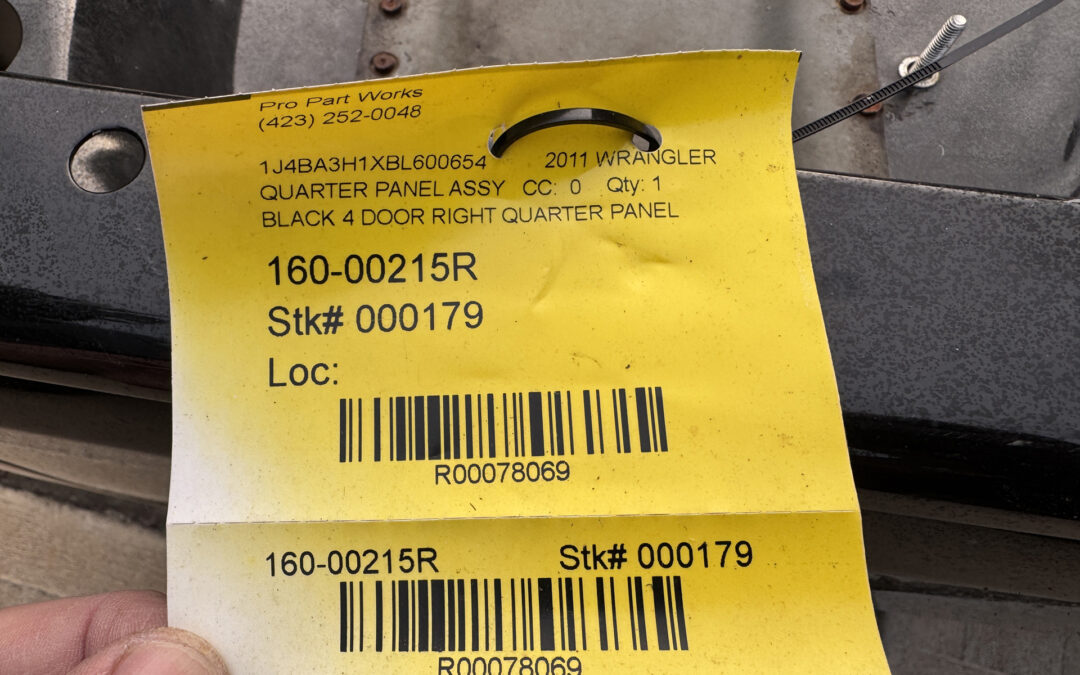 Pro Part Works
(423) 252-0048
1J4BA3H1XBL600654 2011 WRANGLER
QUARTER PANEL ASSY CC: 0 Qty: 1
BLACK 4 DOOR RIGHT QUARTER PANEL
160-00215R
Stk# 000179
Loc:
R00078069
160-00215R Stk# 000179
R00078069